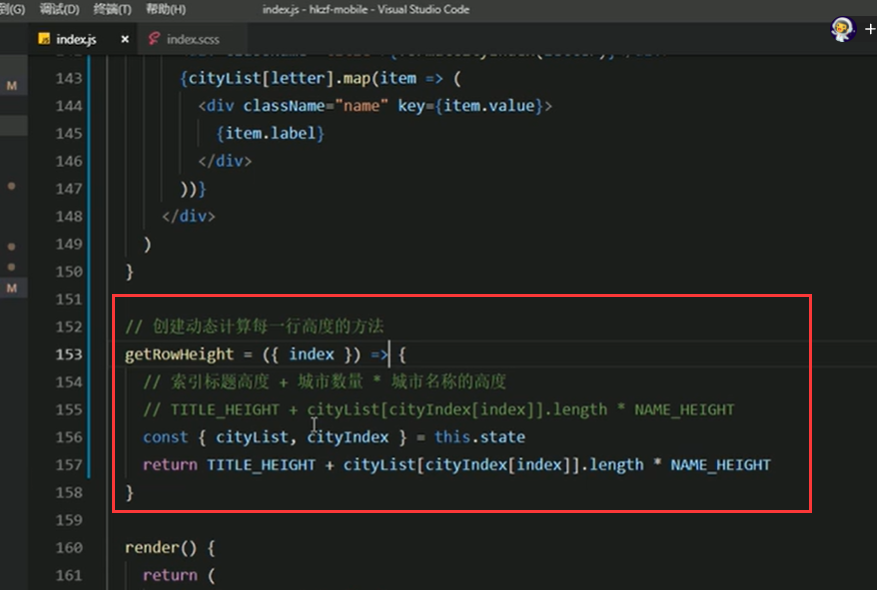 到(G) 调试(D) 终端(T) 帮助(H) index.js - hkzf-mobile - Visual Studio Code
index.js × index.scss
143 {cityList[letter].map(item => (
144 <div className="name" key={item.value}>
145 {item.label}
146 </div>
147 ))}
148 </div>
149 )
150 }
151
152 // 创建动态计算每一行高度的方法
153 getRowHeight = ({ index }) => {
154 // 索引标题高度 + 城市数量 * 城市名称的高度
155 // TITLE_HEIGHT + cityList[cityIndex[index]].length * NAME_HEIGHT
156 const { cityList, cityIndex } = this.state
157 return TITLE_HEIGHT + cityList[cityIndex[index]].length * NAME_HEIGHT
158 }
159
160 render() {
161 return (
M
M